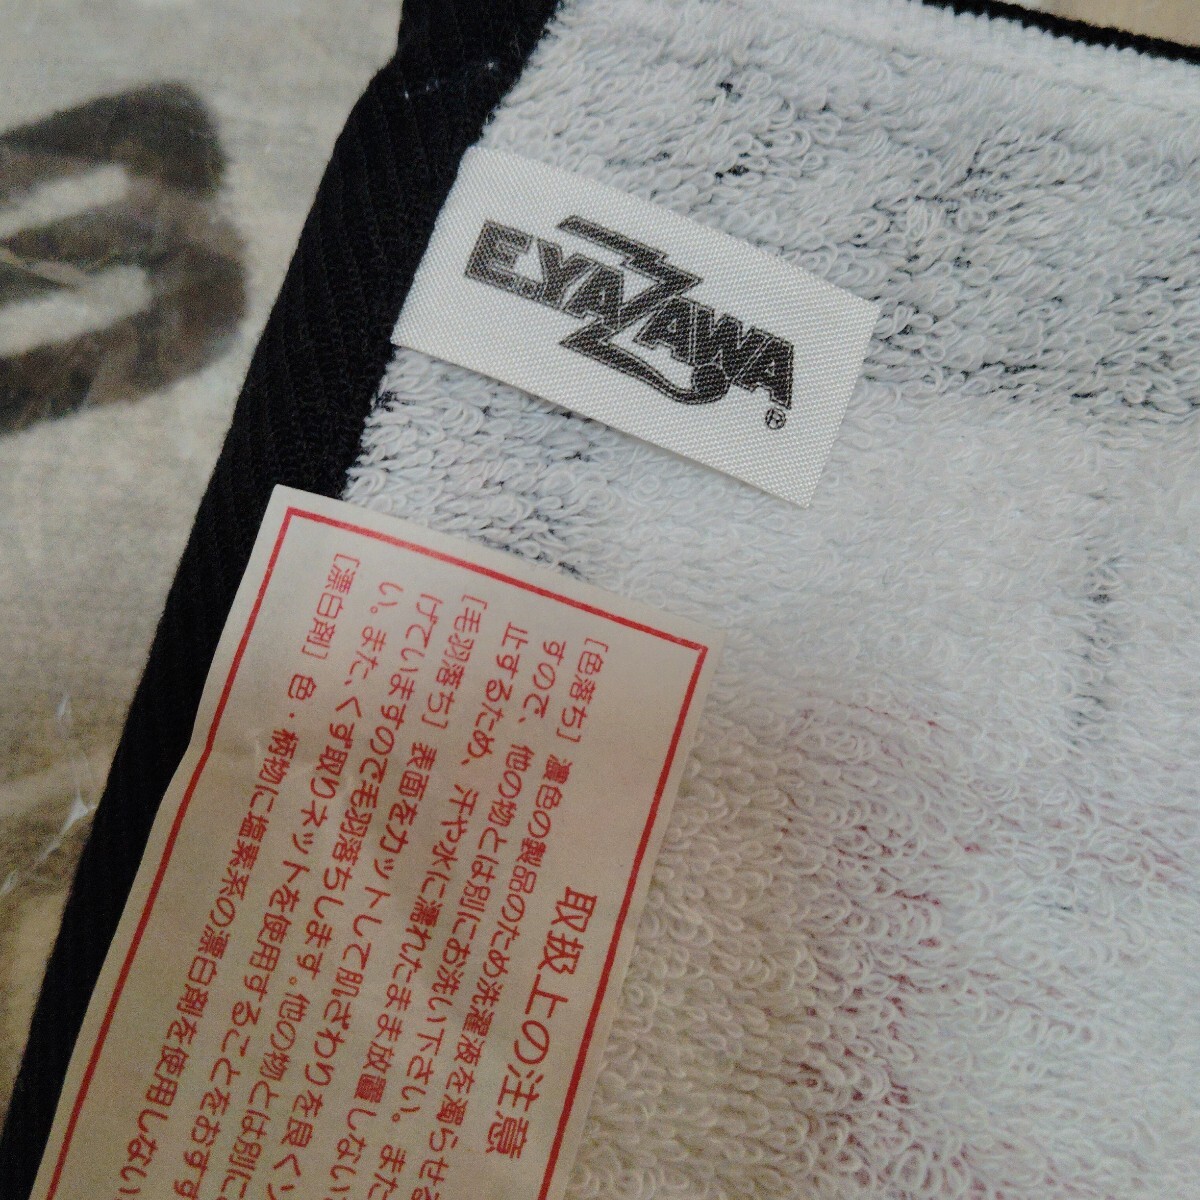 E.YAZAWA
®
取扱上の注意
[色落ち] 濃色の製品のため洗濯液を濁らせる
すので、他の物とは別にお洗い下さい。また
止するため、汗や水に濡れたまま放置しない
[毛羽落ち] 表面をカットして肌ざわりを良く
げていますので毛羽落ちします。他の物とは別に
い。また、くず取りネットを使用することをおすす
[漂白剤] 色・柄物に塩素系の漂白剤を使用しない